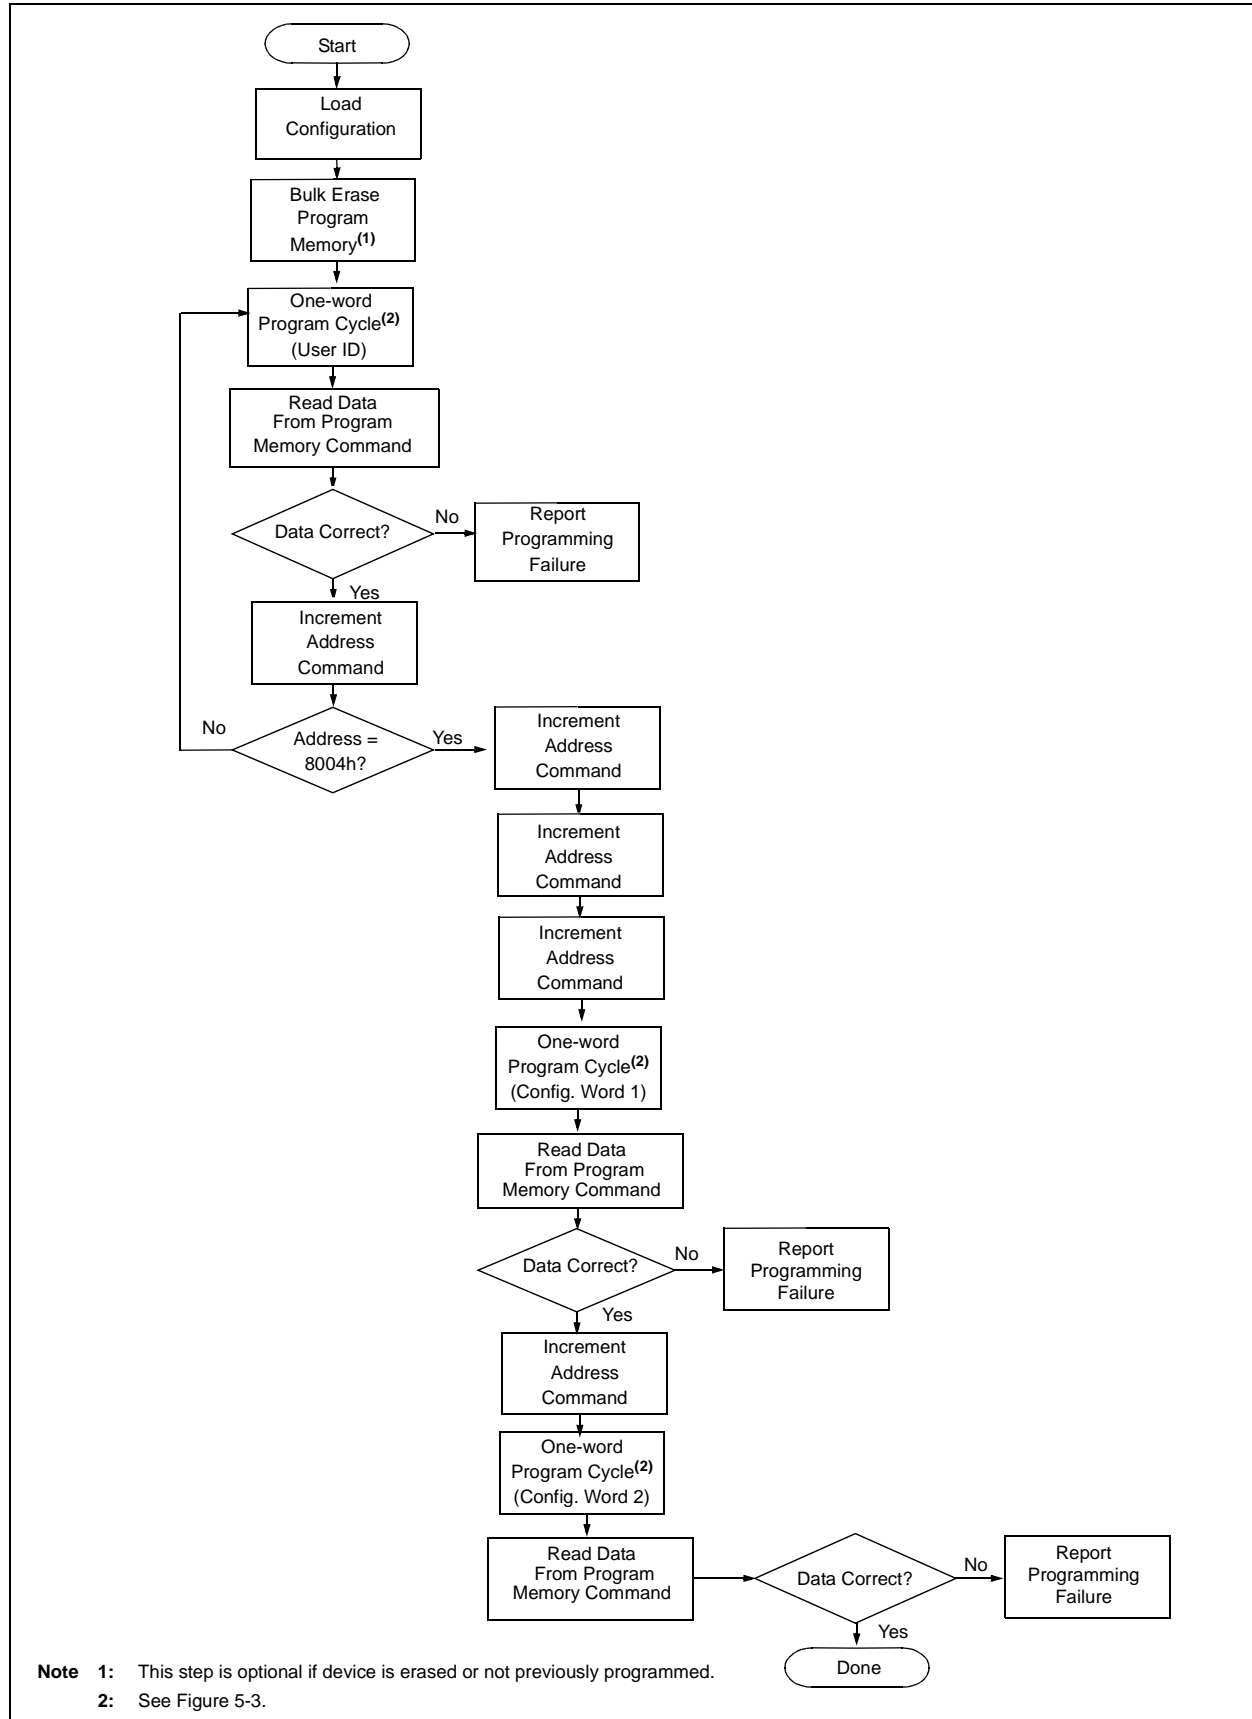 Start
Load
Configuration
Bulk Erase
Program
Memory(1)
One-word
Program Cycle(2)
(User ID)
Read Data
From Program
Memory Command
Data Correct?
No
Report
Programming
Failure
Yes
Increment
Address
Command
No
Address =
8004h?
Yes
Increment
Address
Command
Increment
Address
Command
Increment
Address
Command
One-word
Program Cycle(2)
(Config. Word 1)
Read Data
From Program
Memory Command
Data Correct?
No
Report
Programming
Failure
Yes
Increment
Address
Command
One-word
Program Cycle(2)
(Config. Word 2)
Read Data
From Program
Memory Command
Data Correct?
No
Report
Programming
Failure
Yes
Done
Note 1: This step is optional if device is erased or not previously programmed.
2: See Figure 5-3.